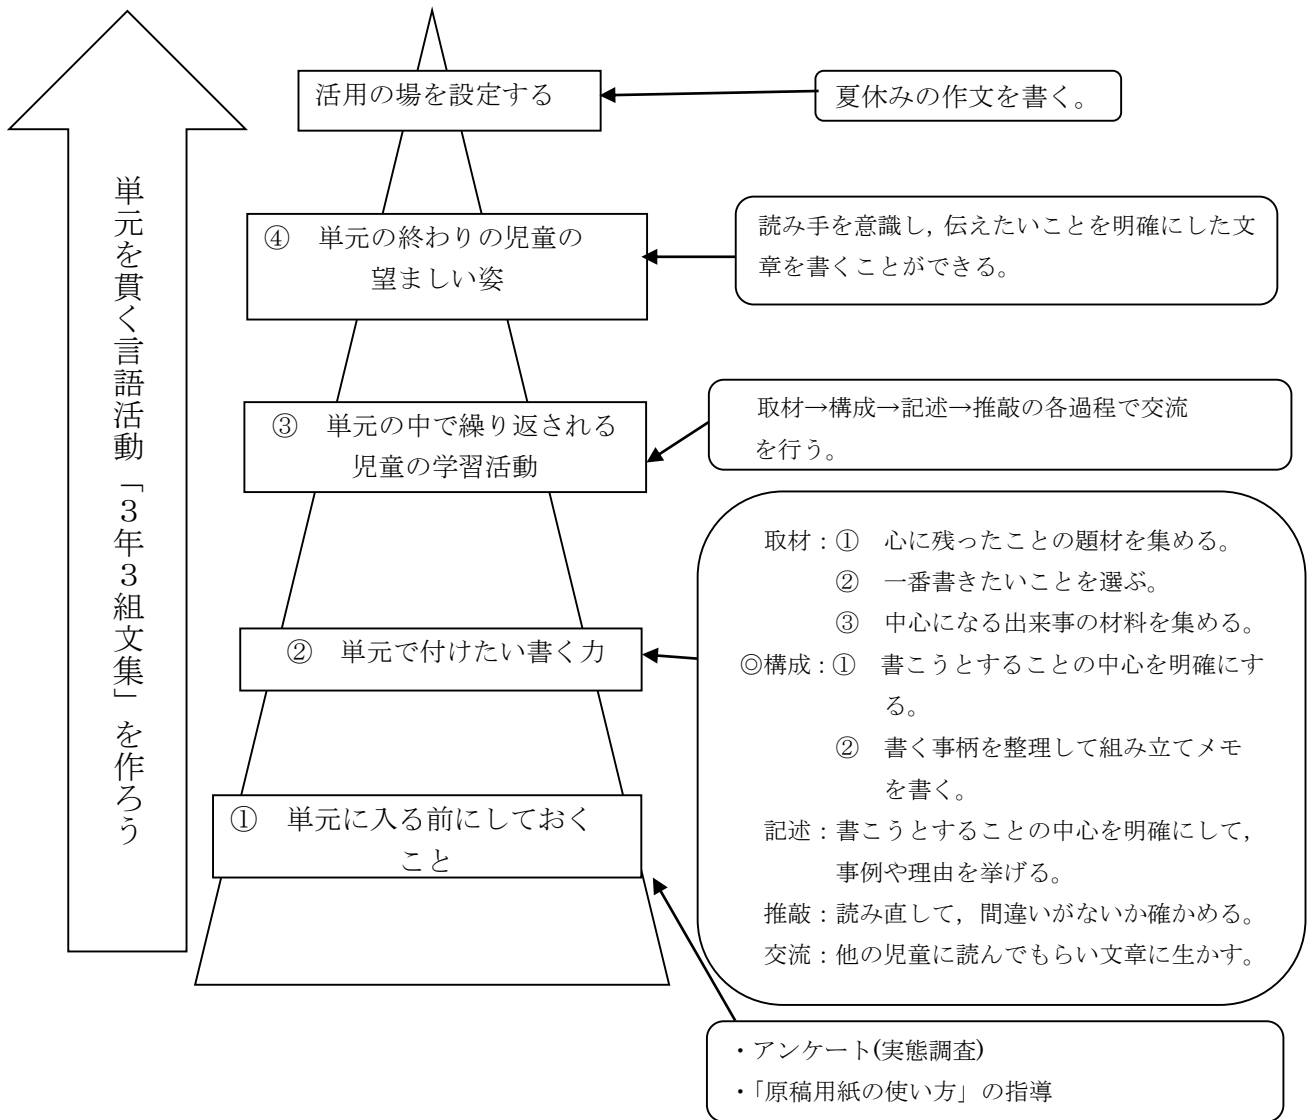 単元を貫く言語活動「３年３組文集」を作ろう
活用の場を設定する
夏休みの作文を書く。
④　単元の終わりの児童の
望ましい姿
読み手を意識し，伝えたいことを明確にした文
章を書くことができる。
③　単元の中で繰り返される
児童の学習活動
取材→構成→記述→推敲の各過程で交流
を行う。
②　単元で付けたい書く力
取材：①　心に残ったことの題材を集める。
②　一番書きたいことを選ぶ。
③　中心になる出来事の材料を集める。
◎構成：①　書こうとすることの中心を明確にす
る。
②　書く事柄を整理して組み立てメモ
を書く。
記述：書こうとすることの中心を明確にして，
事例や理由を挙げる。
推敲：読み直して，間違いがないか確かめる。
交流：他の児童に読んでもらい文章に生かす。
①　単元に入る前にしておく
こと
・アンケート(実態調査)
・「原稿用紙の使い方」の指導